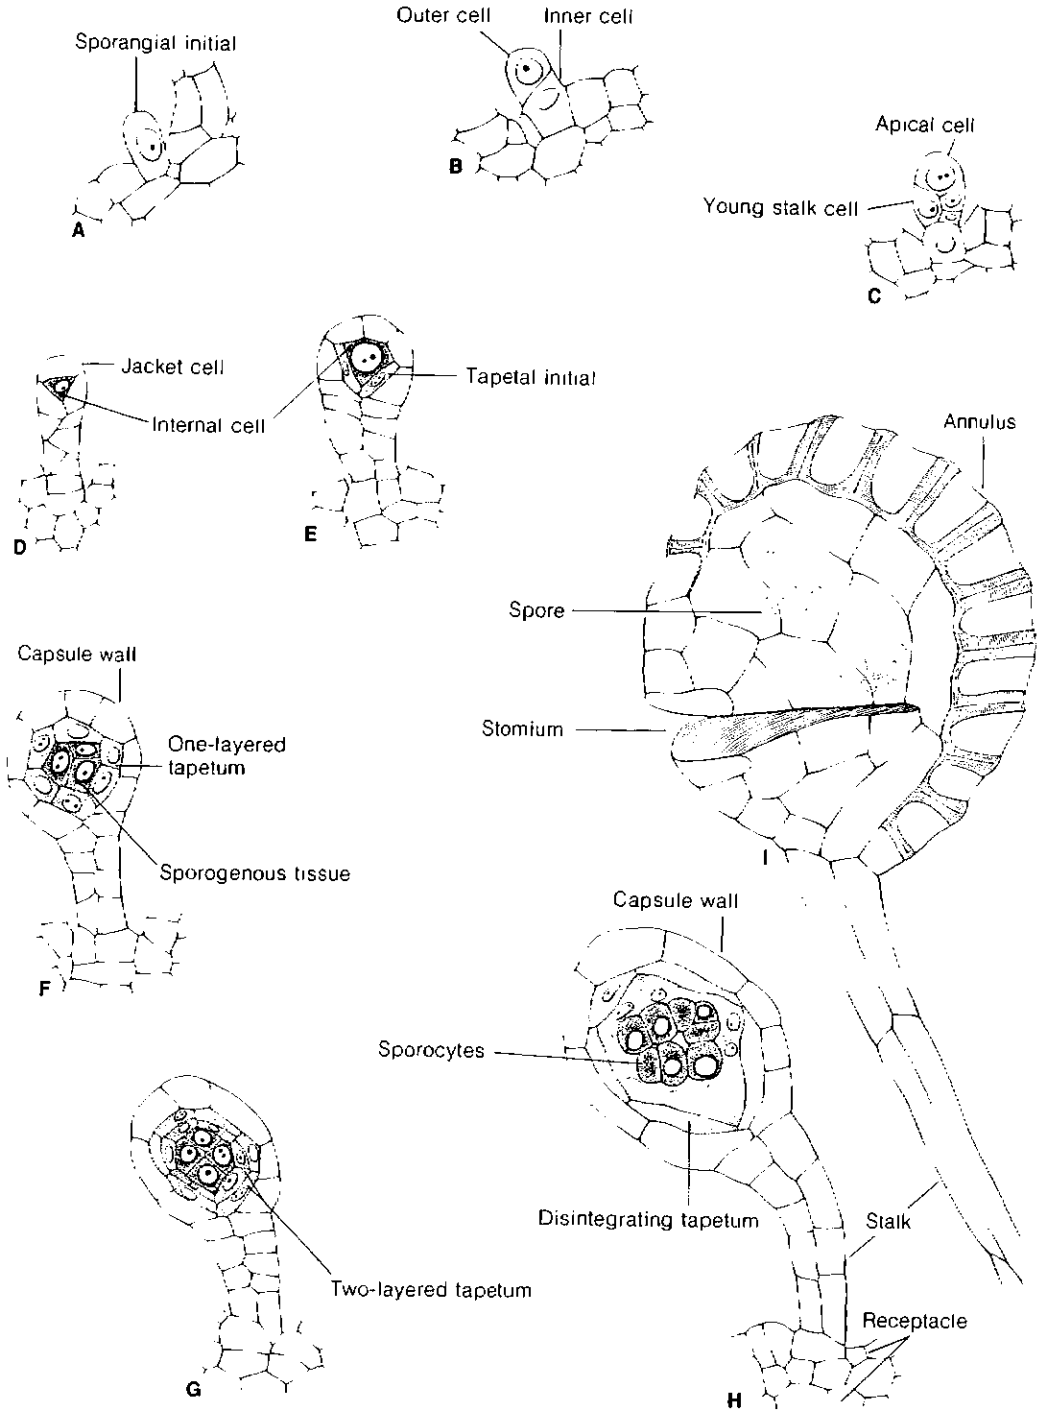 Sporangial initial
A
Outer cell
Inner cell
B
Apical cell
Young stalk cell
C
Jacket cell
Internal cell
D
Tapetal initial
E
Annulus
Spore
Stomium
I
Capsule wall
One-layered
tapetum
Sporogenous tissue
F
Capsule wall
Sporocytes
Disintegrating tapetum
Stalk
Receptacle
H
Two-layered tapetum
G